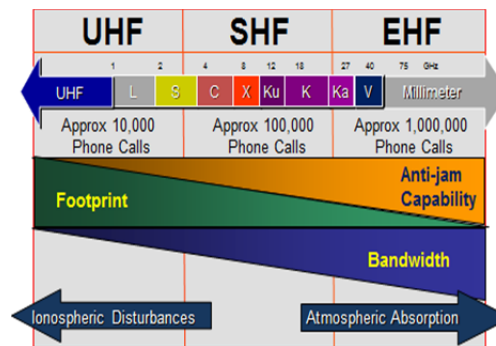 UHF SHF EHF
1 2 4 8 12 18 27 40 75 GHz
UHF L S C X Ku K Ka V Millimeter
Approx 10,000 Approx 100,000 Approx 1,000,000
Phone Calls Phone Calls Phone Calls
Anti-jam
Capability
Footprint
Bandwidth
Ionospheric Disturbances Atmospheric Absorption